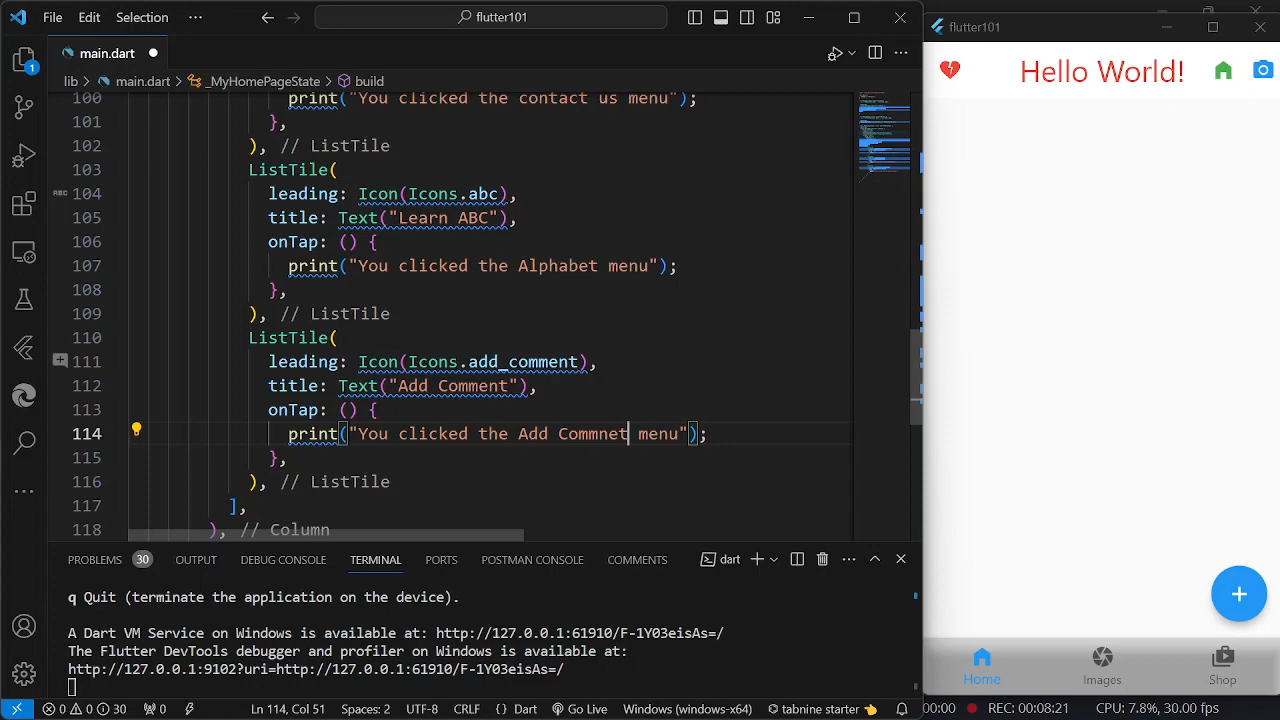 File Edit Selection ··· flutter101
main.dart
lib > main.dart > _MyHomePageState > build
100 print("You clicked the contact us menu");
101 },
102 ), // ListTile
103 ListTile(
104 leading: Icon(Icons.abc),
105 title: Text("Learn ABC"),
106 onTap: () {
107 print("You clicked the Alphabet menu");
108 },
109 ), // ListTile
110 ListTile(
111 leading: Icon(Icons.add_comment),
112 title: Text("Add Comment"),
113 onTap: () {
114 print("You clicked the Add Commnet menu");
115 },
116 ), // ListTile
117 ],
118 ), // Column
ABC
1
PROBLEMS 30 OUTPUT DEBUG CONSOLE TERMINAL PORTS POSTMAN CONSOLE COMMENTS dart
q Quit (terminate the application on the device).
A Dart VM Service on Windows is available at: http://127.0.0.1:61910/F-1Y03eisAs=/
The Flutter DevTools debugger and profiler on Windows is available at:
http://127.0.0.1:9102?uri=http://127.0.0.1:61910/F-1Y03eisAs=/
0 0 30 0 Ln 114, Col 51 Spaces: 2 UTF-8 CRLF {} Dart Go Live Windows (windows-x64) tabnine starter
flutter101
Hello World!
Home Images Shop
00:00 REC: 00:08:21 CPU: 7.8%, 30.00 fps